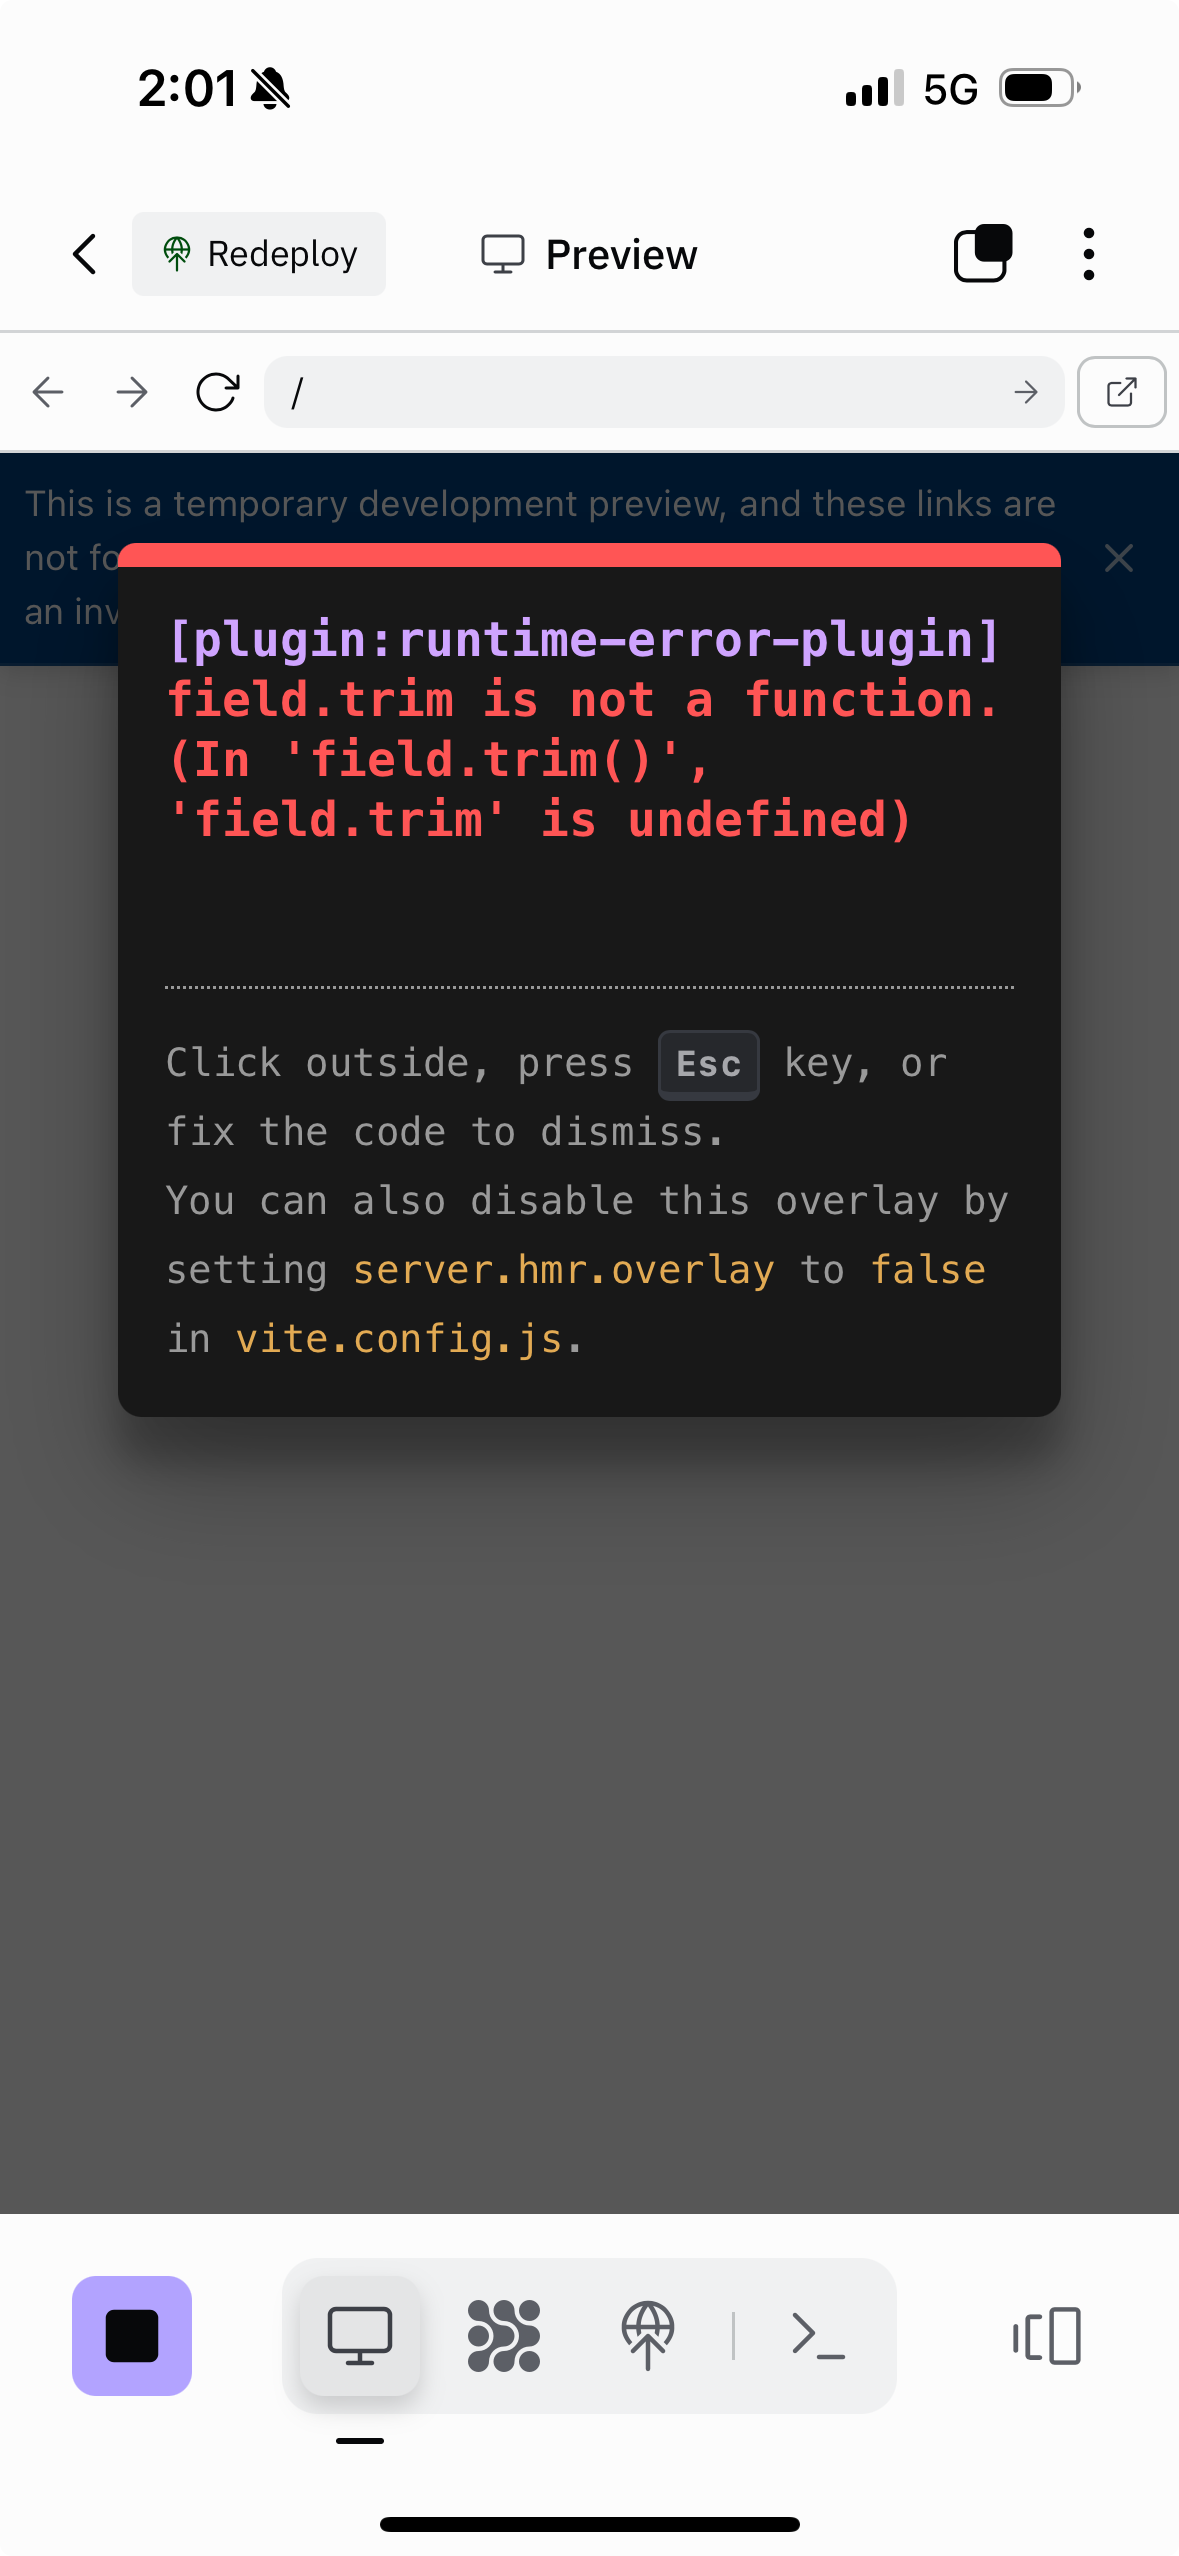 2:01
5G
Redeploy
Preview
/
This is a temporary development preview, and these links are
not fo
an inv
[plugin:runtime-error-plugin]
field.trim is not a function.
(In 'field.trim()',
'field.trim' is undefined)
Click outside, press Esc key, or
fix the code to dismiss.
You can also disable this overlay by
setting server.hmr.overlay to false
in vite.config.js.